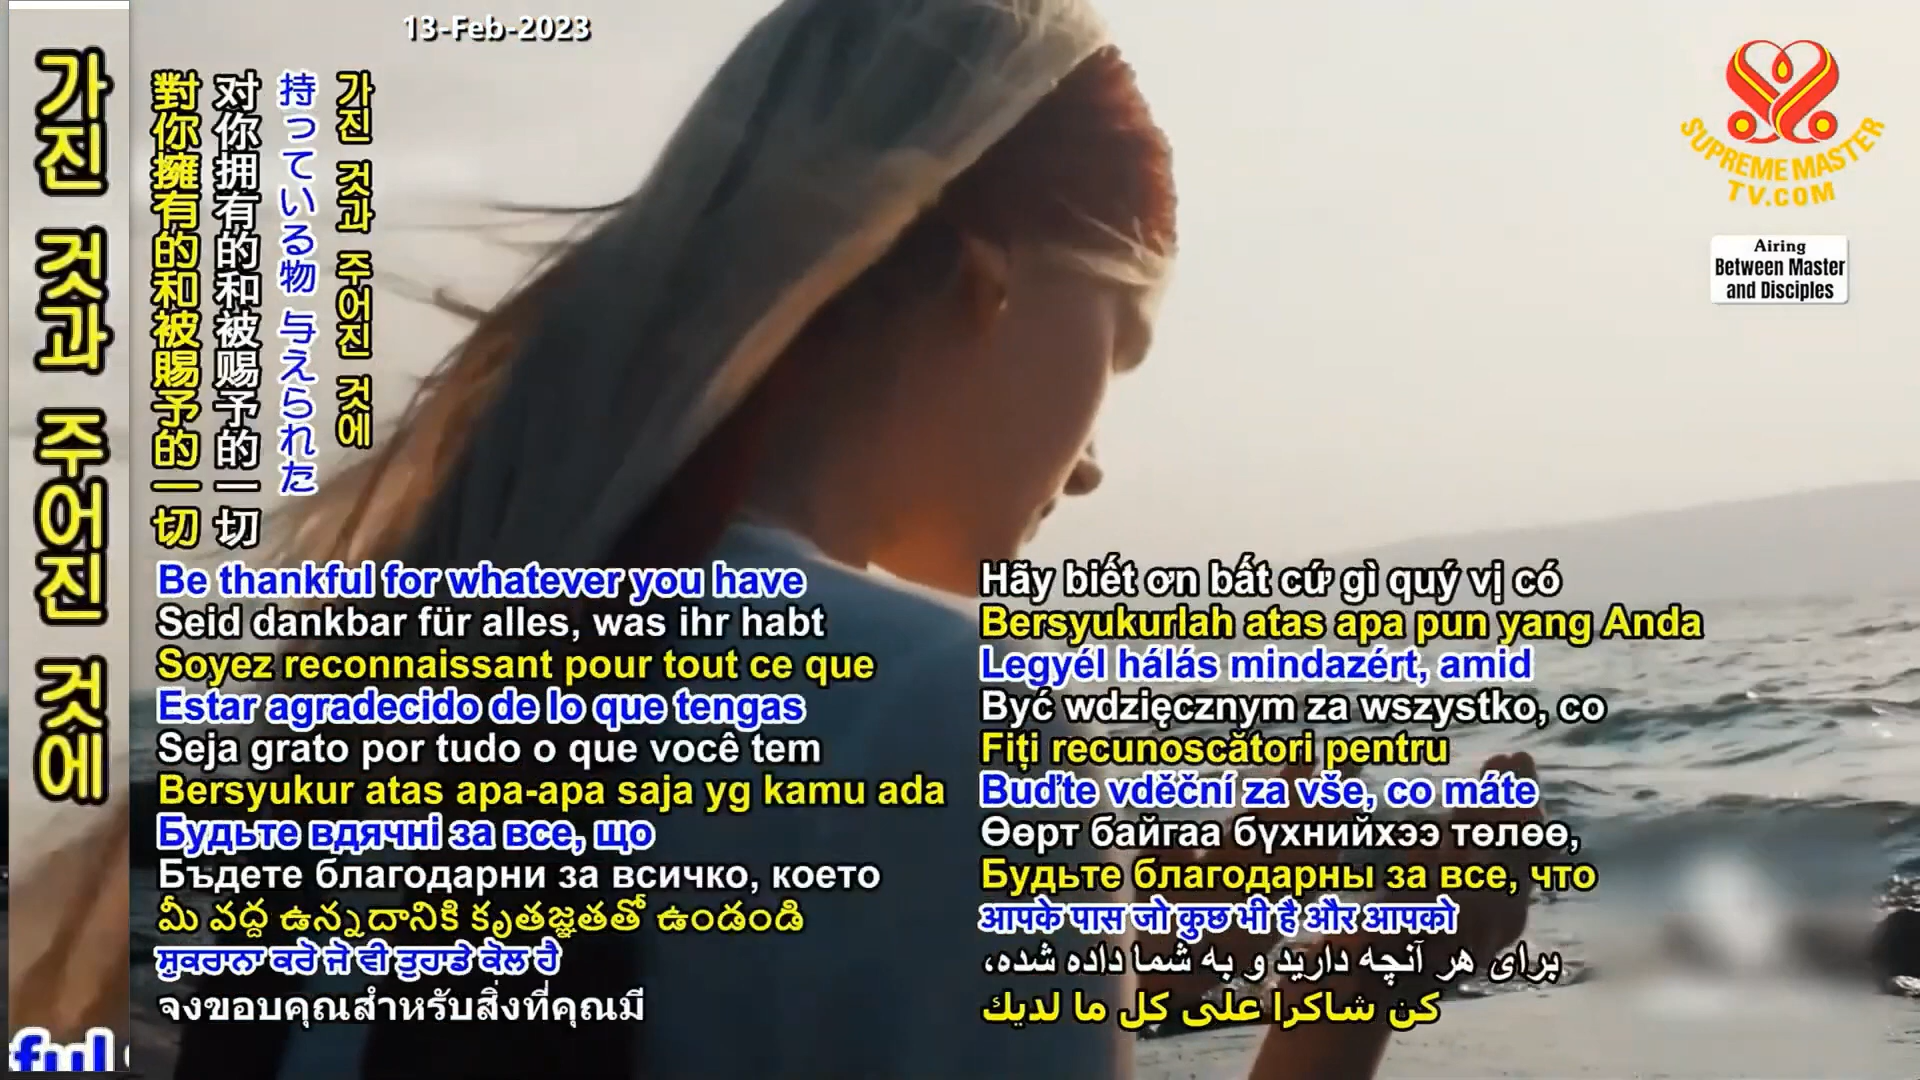 13-Feb-2023
가진 것과 주어진 것에
對你擁有的和被賜予的一切
对你拥有的和被赐予的一切
持っている物 与えられた
가진 것과 주어진 것에
SUPREME MASTER
TV.COM
Airing
Between Master
and Disciples
Be thankful for whatever you have
Seid dankbar für alles, was ihr habt
Soyez reconnaissant pour tout ce que
Estar agradecido de lo que tengas
Seja grato por tudo o que você tem
Bersyukur atas apa-apa saja yg kamu ada
Будьте вдячні за все, що
Бъдете благодарни за всичко, което
మీ వద్ద ఉన్నదానికి కృతజ్ఞతతో ఉండండి
ਸ਼ੁਕਰਾਨਾ ਕਰੋ ਜੋ ਵੀ ਤੁਹਾਡੇ ਕੋਲ ਹੈ
จงขอบคุณสำหรับสิ่งที่คุณมี
Hãy biết ơn bất cứ gì quý vị có
Bersyukurlah atas apa pun yang Anda
Legyél hálás mindazért, amid
Być wdzięcznym za wszystko, co
Fiți recunoscători pentru
Buďte vděční za vše, co máte
Өөрт байгаа бүхнийхээ төлөө,
Будьте благодарны за все, что
आपके पास जो कुछ भी है और आपको
برای هر آنچه دارید و به شما داده شده،
كن شاكرا على كل ما لديك